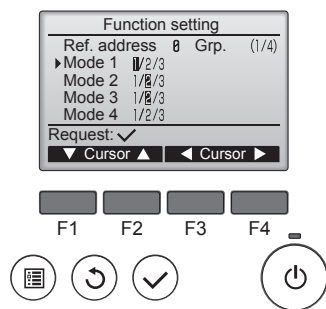 Function setting
Ref. address 0 Grp. (1/4)
Mode 1 1/2/3
Mode 2 1/2/3
Mode 3 1/2/3
Mode 4 1/2/3
Request:
Cursor Cursor
F1 F2 F3 F4